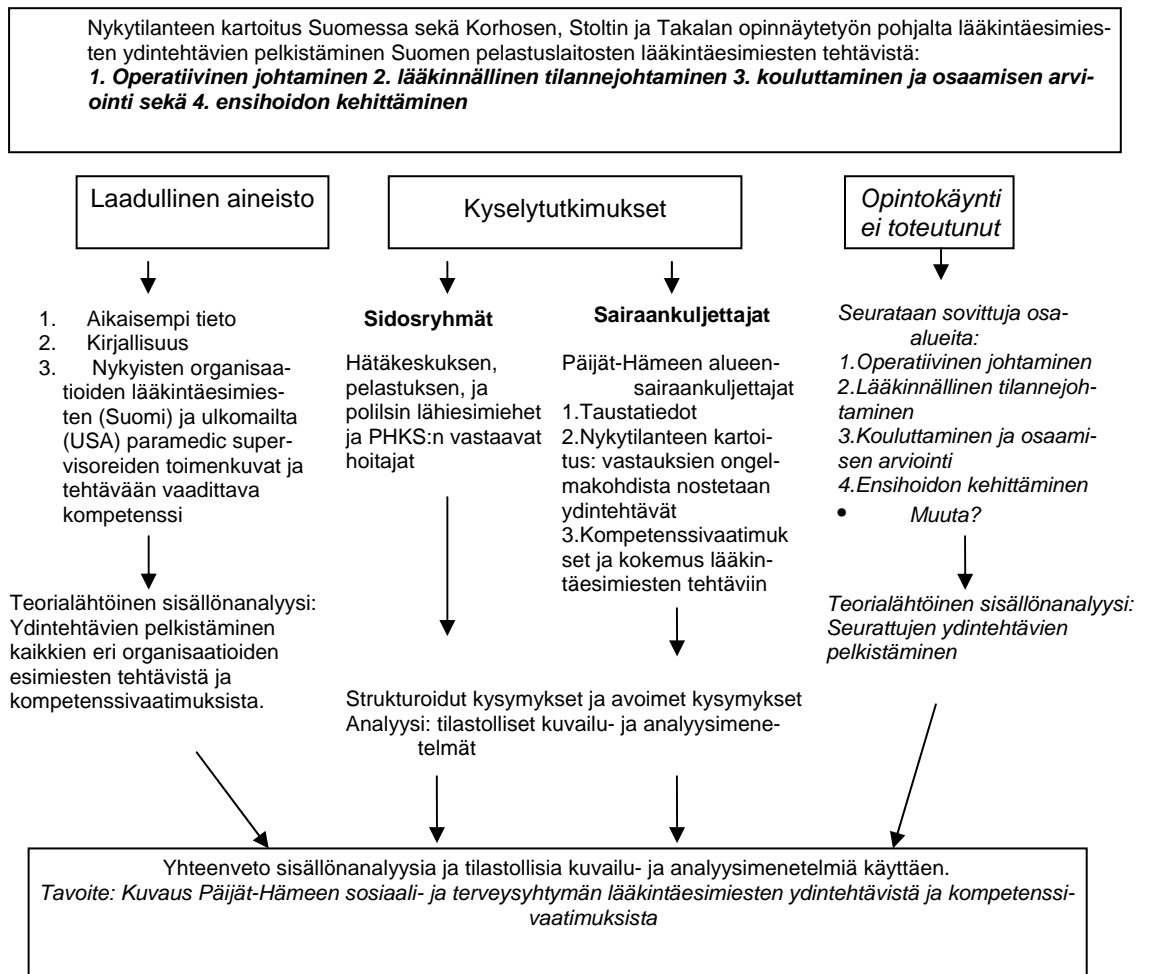 Nykytilanteen kartoitus Suomessa sekä Korhosen, Stoltin ja Takalan opinnäytetyön pohjalta lääkintäesimies-
ten ydintehtävien pelkistäminen Suomen pelastuslaitosten lääkintäesimiesten tehtävistä:
1. Operatiivinen johtaminen 2. lääkinnällinen tilannejohtaminen 3. kouluttaminen ja osaamisen arvi-
ointi sekä 4. ensihoidon kehittäminen
Laadullinen aineisto
1. Aikaisempi tieto
2. Kirjallisuus
3. Nykyisten organisaa-
tioiden lääkintäesimies-
ten (Suomi) ja ulkomailta
(USA) paramedic super-
visoreiden toimenkuvat ja
tehtävään vaadittava
kompetenssi
Teorialähtöinen sisällönanalyysi:
Ydintehtävien pelkistäminen
kaikkien eri organisaatioiden
esimiesten tehtävistä ja
kompetenssivaatimuksista.
Kyselytutkimukset
Sidosryhmät
Hätäkeskuksen,
pelastuksen, ja
polilsin lähiesimiehet
ja PHKS:n vastaavat
hoitajat
Sairaankuljettajat
Päijät-Hämeen alueen-
sairaankuljettajat
1.Taustatiedot
2.Nykytilanteen kartoi-
tus: vastauksien ongel-
makohdista nostetaan
ydintehtävät
3.Kompetenssivaatimuk
set ja kokemus lääkin-
täesimiesten tehtäviin
Strukturoidut kysymykset ja avoimet kysymykset
Analyysi: tilastolliset kuvailu- ja analyysimene-
telmät
Opintokäynti
ei toteutunut
Seurataan sovittuja osa-
alueita:
1.Operatiivinen johtaminen
2.Lääkinnällinen tilannejoh-
taminen
3.Kouluttaminen ja osaami-
sen arviointi
4.Ensihoidon kehittäminen
• Muuta?
Teorialähtöinen sisällönanalyysi:
Seurattujen ydintehtävien
pelkistäminen
Yhteenveto sisällönanalyysia ja tilastollisia kuvailu- ja analyysimenetelmiä käyttäen.
Tavoite: Kuvaus Päijät-Hämeen sosiaali- ja terveysyhtymän lääkintäesimiesten ydintehtävistä ja kompetenssi-
vaatimuksista